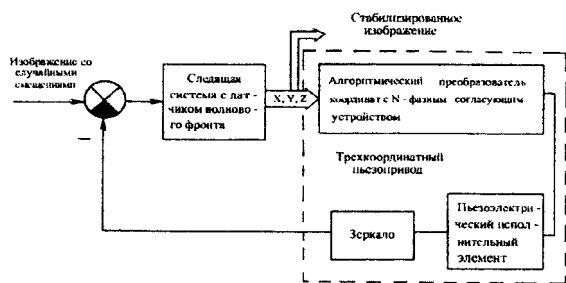 Стабилизированное
изображение
Изображение со
случайными
смещениями
Следящая
система с дат-
чиком волново-
го фронта
X, Y, Z
Алгоритмический преобразователь
координат с N - фазным согласующим
устройством
Трехкоординатный
пьезопривод
Зеркало
Пьезоэлектри-
ческий испол-
нительный
элемент